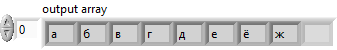 output array
0 а б в г д е ё ж